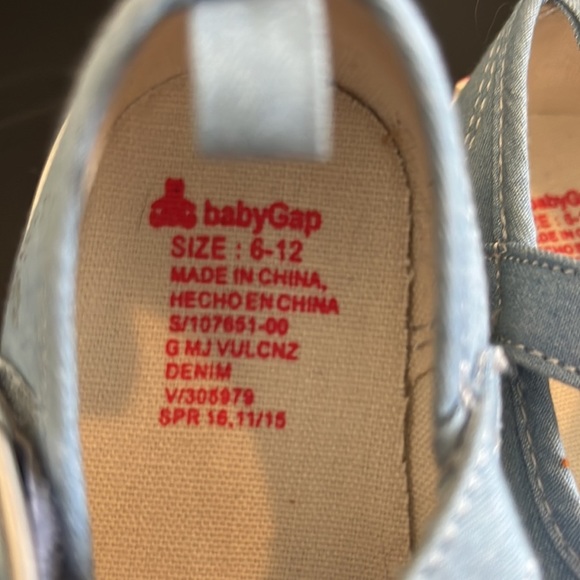 babyGap
SIZE : 6-12
MADE IN CHINA,
HECHO EN CHINA
S/107651-00
G MJ VULCNZ
DENIM
V/305979
SPR 16,11/15